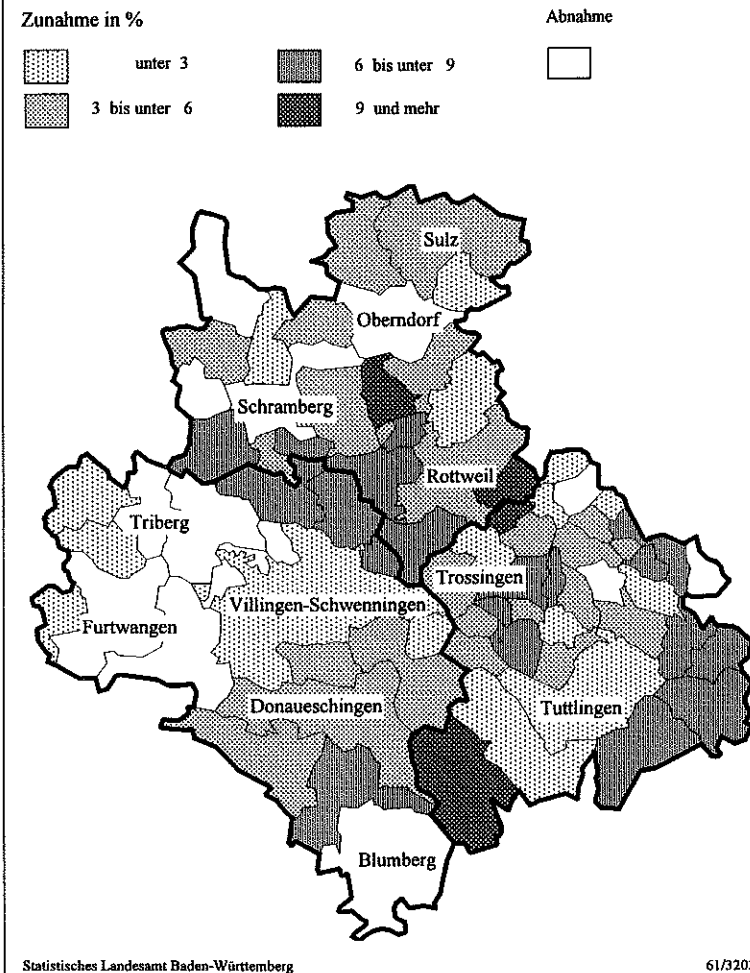 Zunahme in %
Abnahme
unter 3
6 bis unter 9
3 bis unter 6
9 und mehr
Sulz
Oberndorf
Schramberg
Rottweil
Triberg
Trossingen
Villingen-Schwenningen
Furtwangen
Donaueschingen
Tuttlingen
Blumberg
Statistisches Landesamt Baden-Württemberg